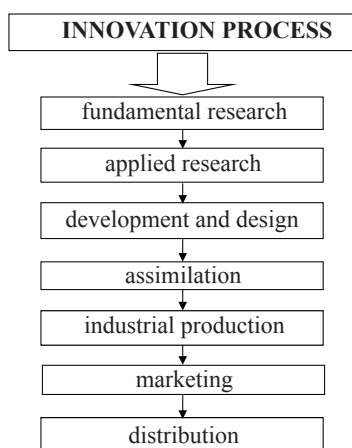 INNOVATION PROCESS
fundamental research
applied research
development and design
assimilation
industrial production
marketing
distribution